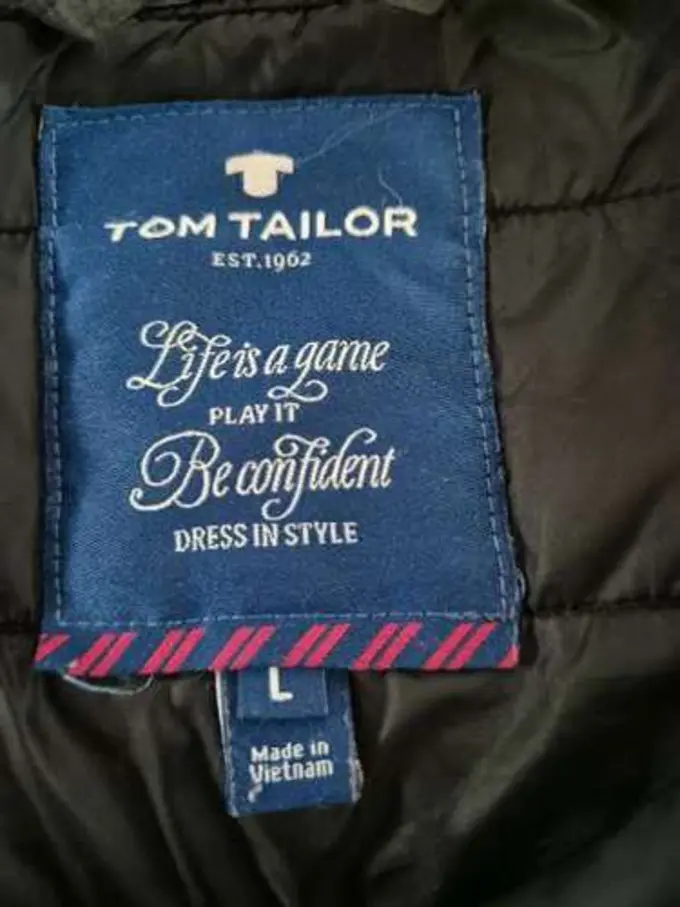 TOM TAILOR
EST.1962
Life is a game
PLAY IT
Be confident
DRESS IN STYLE
L
Made in
Vietnam